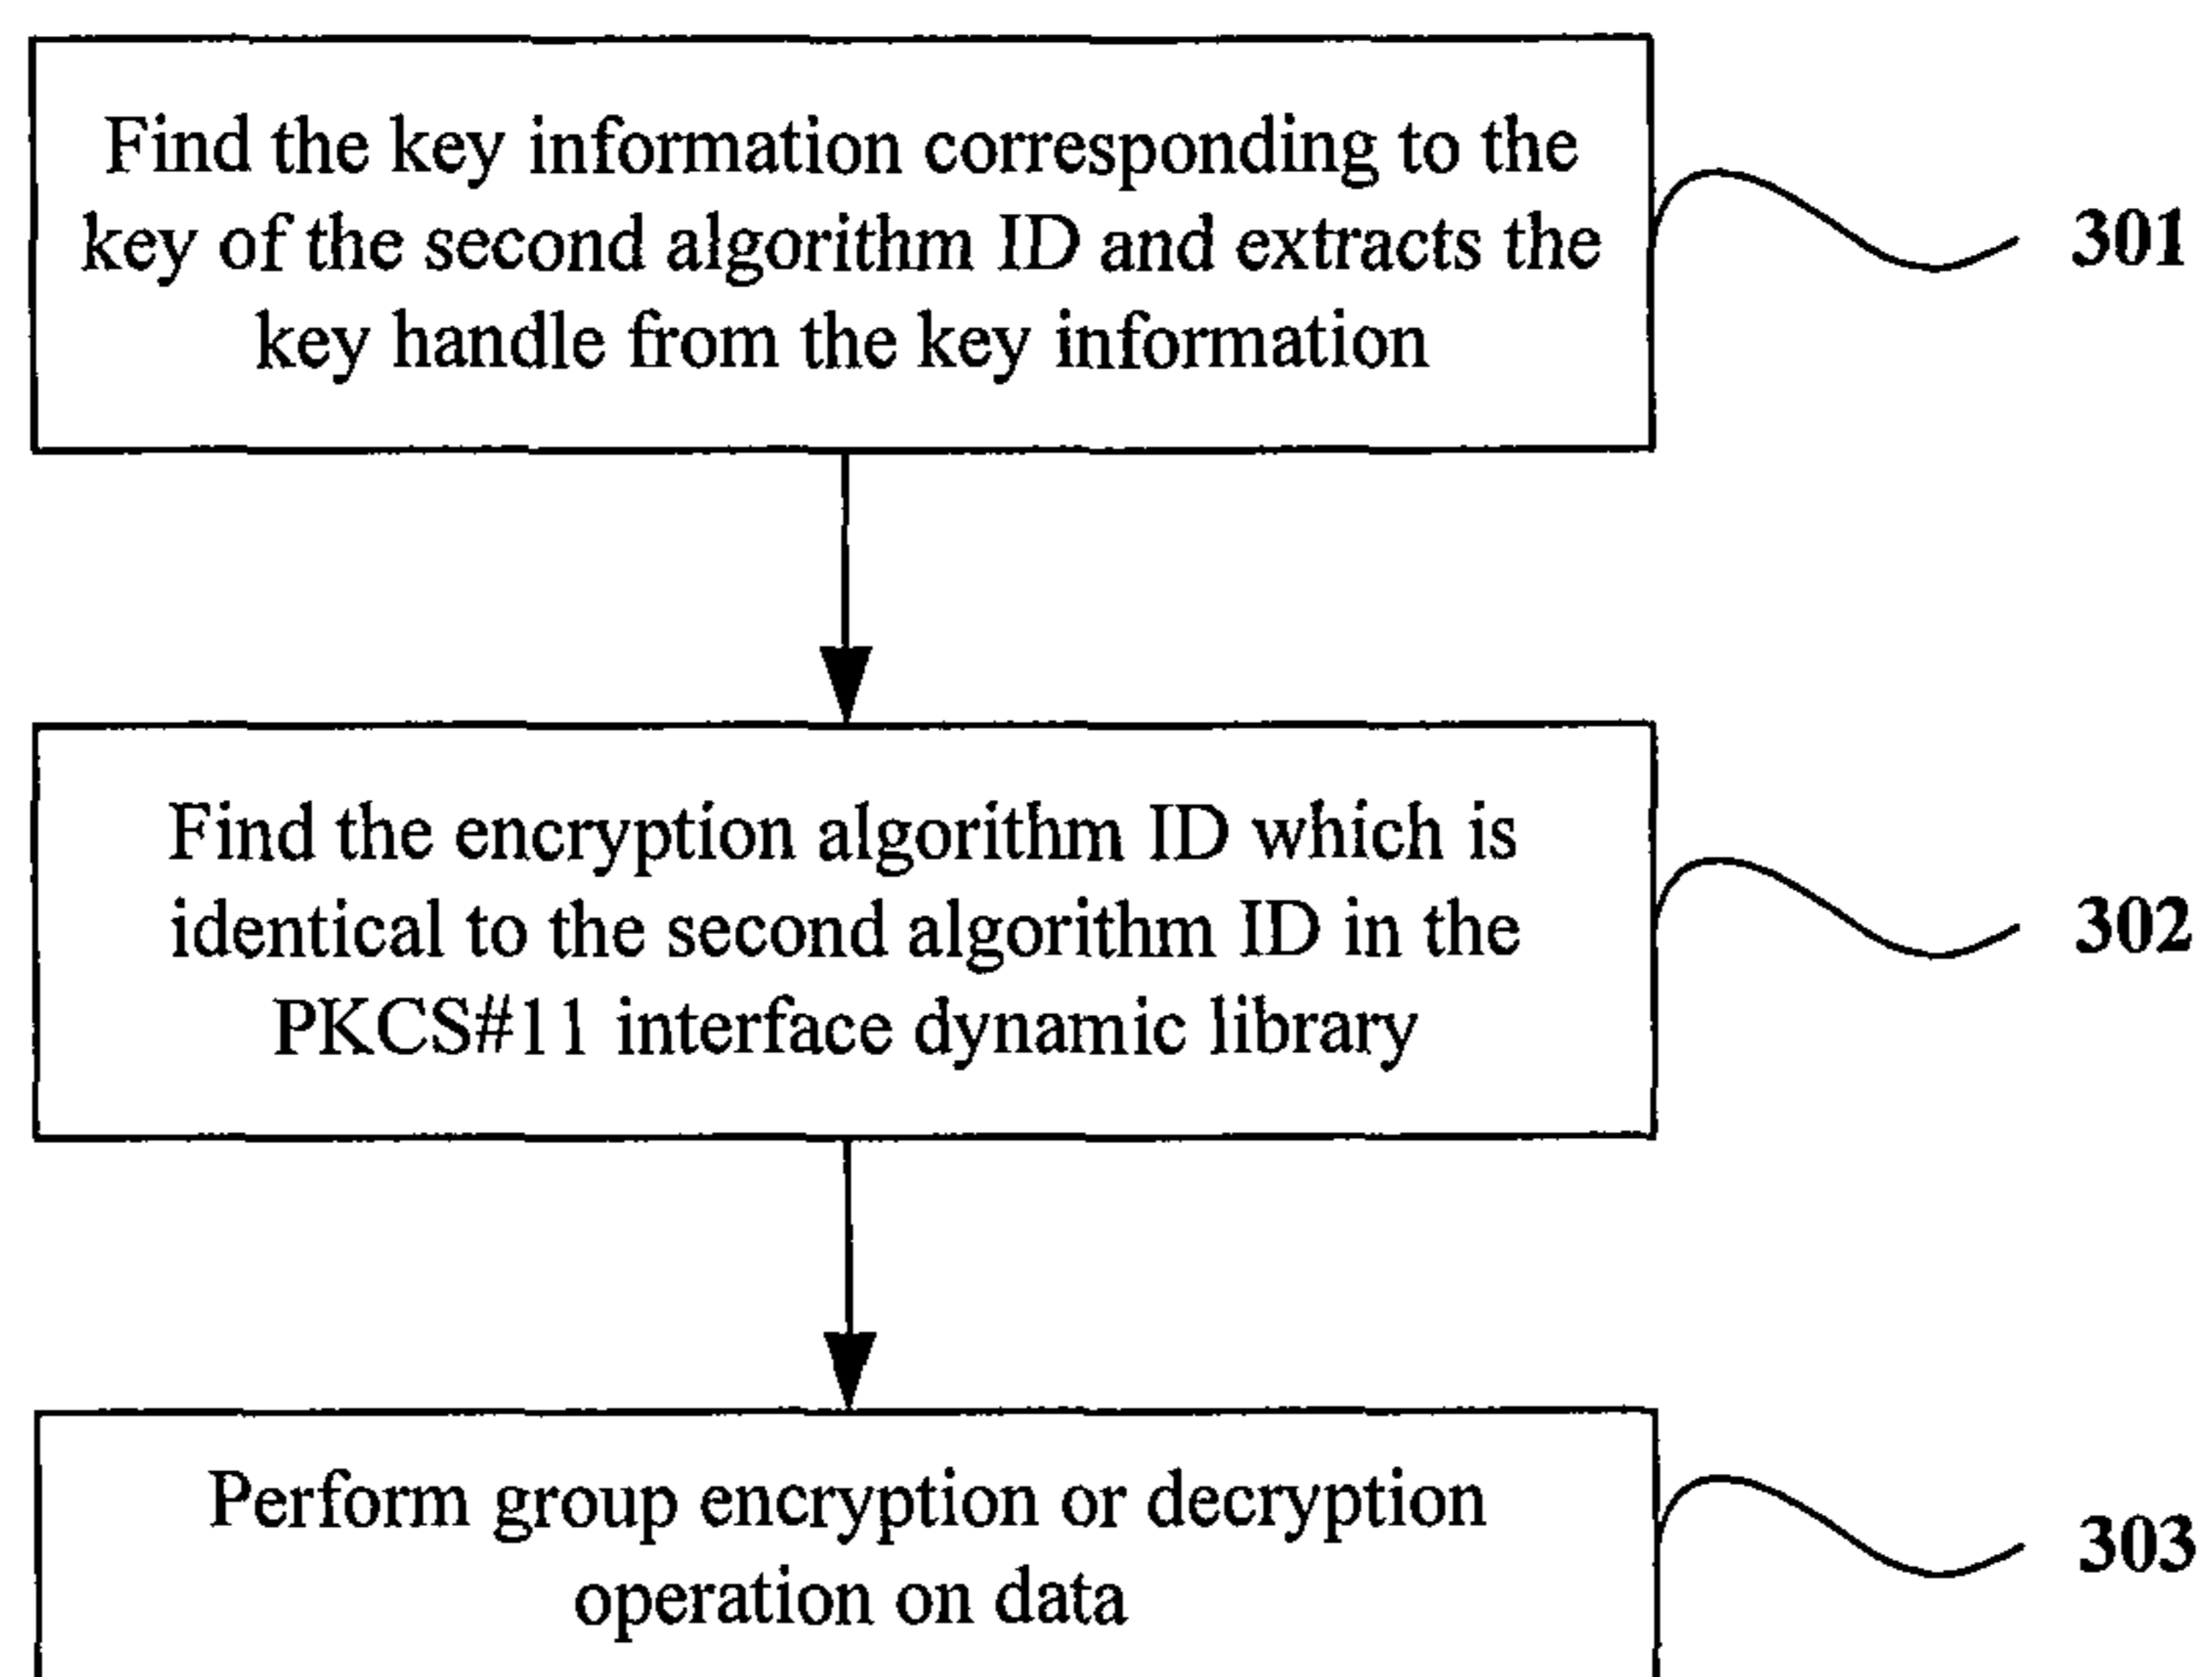 Find the key information corresponding to the
key of the second algorithm ID and extracts the
key handle from the key information
301
Find the encryption algorithm ID which is
identical to the second algorithm ID in the
PKCS#11 interface dynamic library
302
Perform group encryption or decryption
operation on data
303